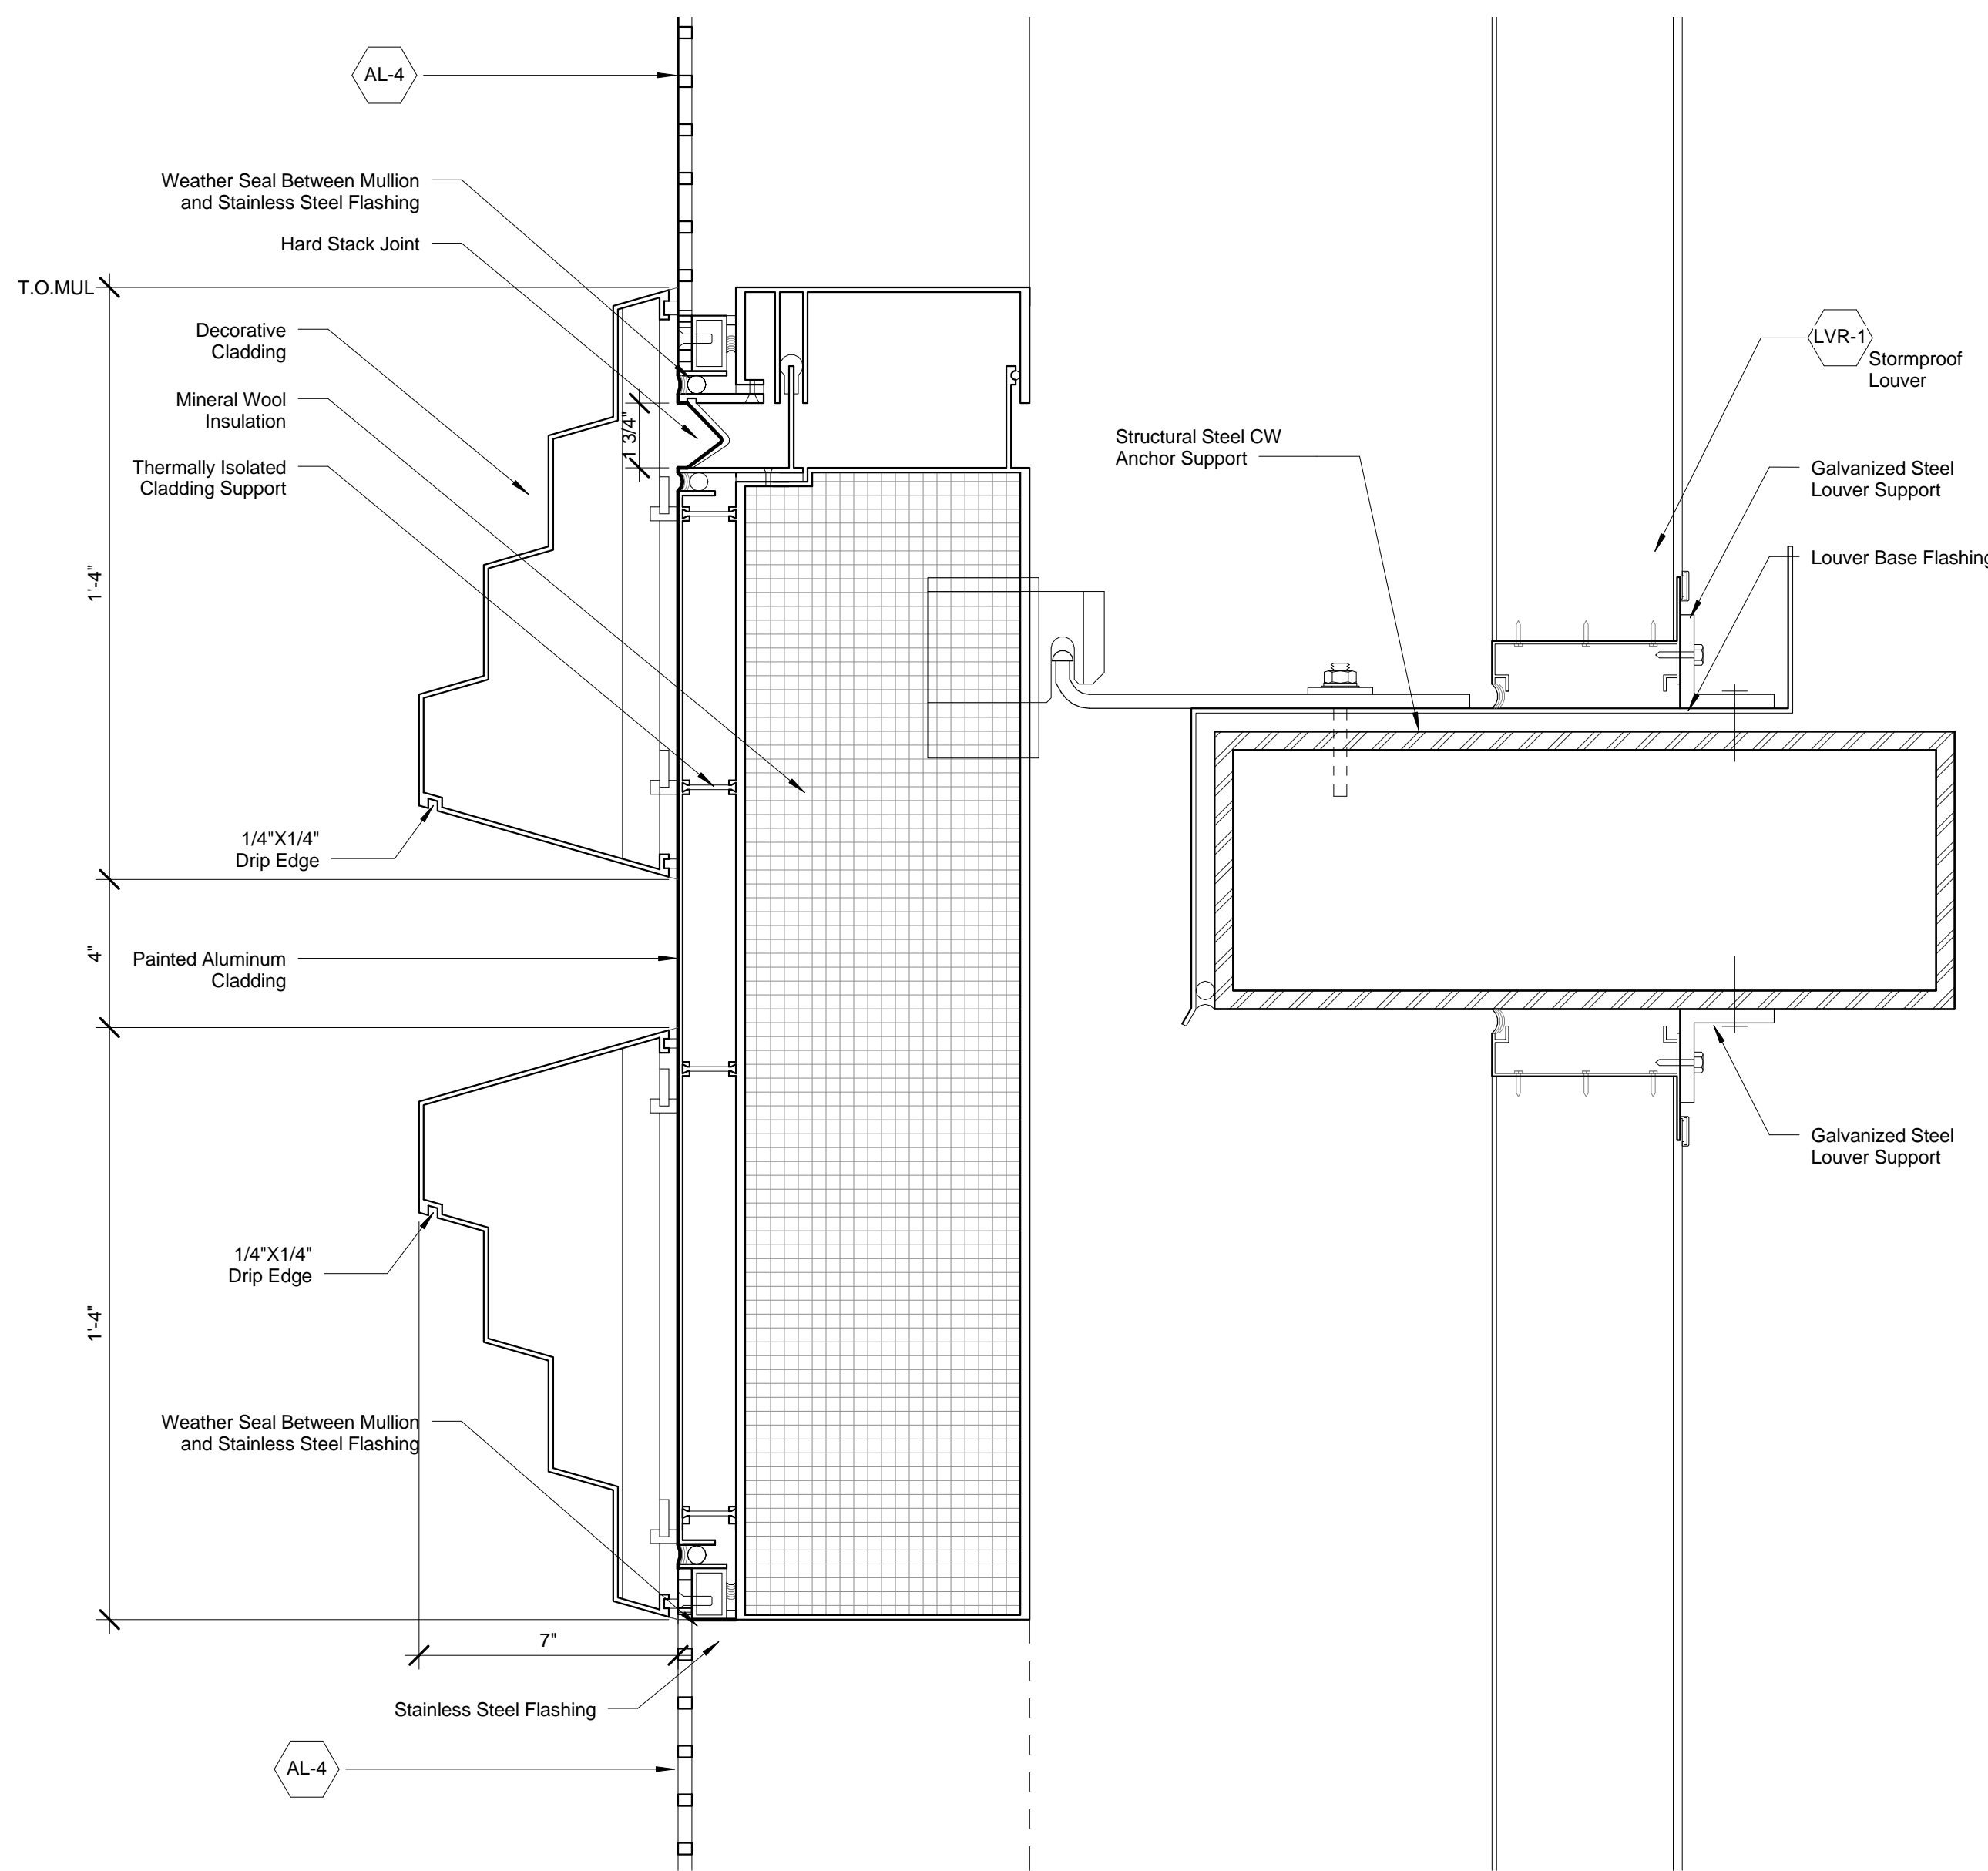 AL-4
Weather Seal Between Mullion
and Stainless Steel Flashing
Hard Stack Joint
T.O.MUL
Decorative
Cladding
Mineral Wool
Insulation
Thermally Isolated
Cladding Support
1 3/4"
1'-4"
1/4"X1/4"
Drip Edge
4"
Painted Aluminum
Cladding
1/4"X1/4"
Drip Edge
1'-4"
Weather Seal Between Mullion
and Stainless Steel Flashing
7"
Stainless Steel Flashing
AL-4
LVR-1
Stormproof
Louver
Structural Steel CW
Anchor Support
Galvanized Steel
Louver Support
Louver Base Flashing
Galvanized Steel
Louver Support